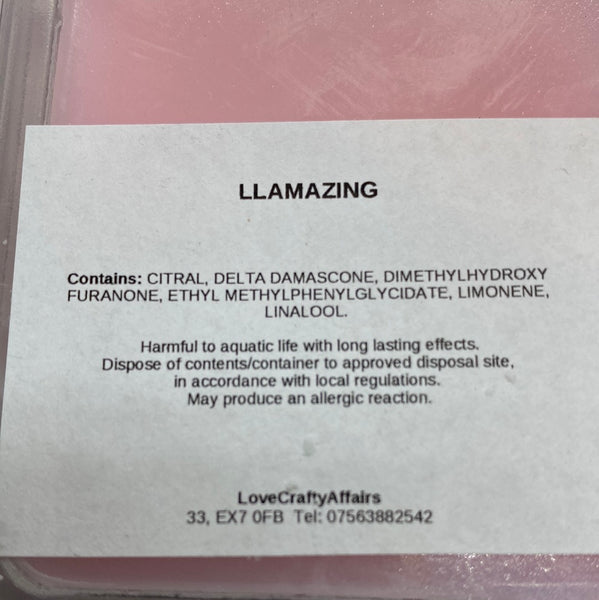 LLAMAZING
Contains: CITRAL, DELTA DAMASCONE, DIMETHYLHYDROXY
FURANONE, ETHYL METHYLPHENYLGLYCIDATE, LIMONENE,
LINALOOL.
Harmful to aquatic life with long lasting effects.
Dispose of contents/container to approved disposal site,
in accordance with local regulations.
May produce an allergic reaction.
LoveCraftyAffairs
33, EX7 0FB Tel: 07563882542